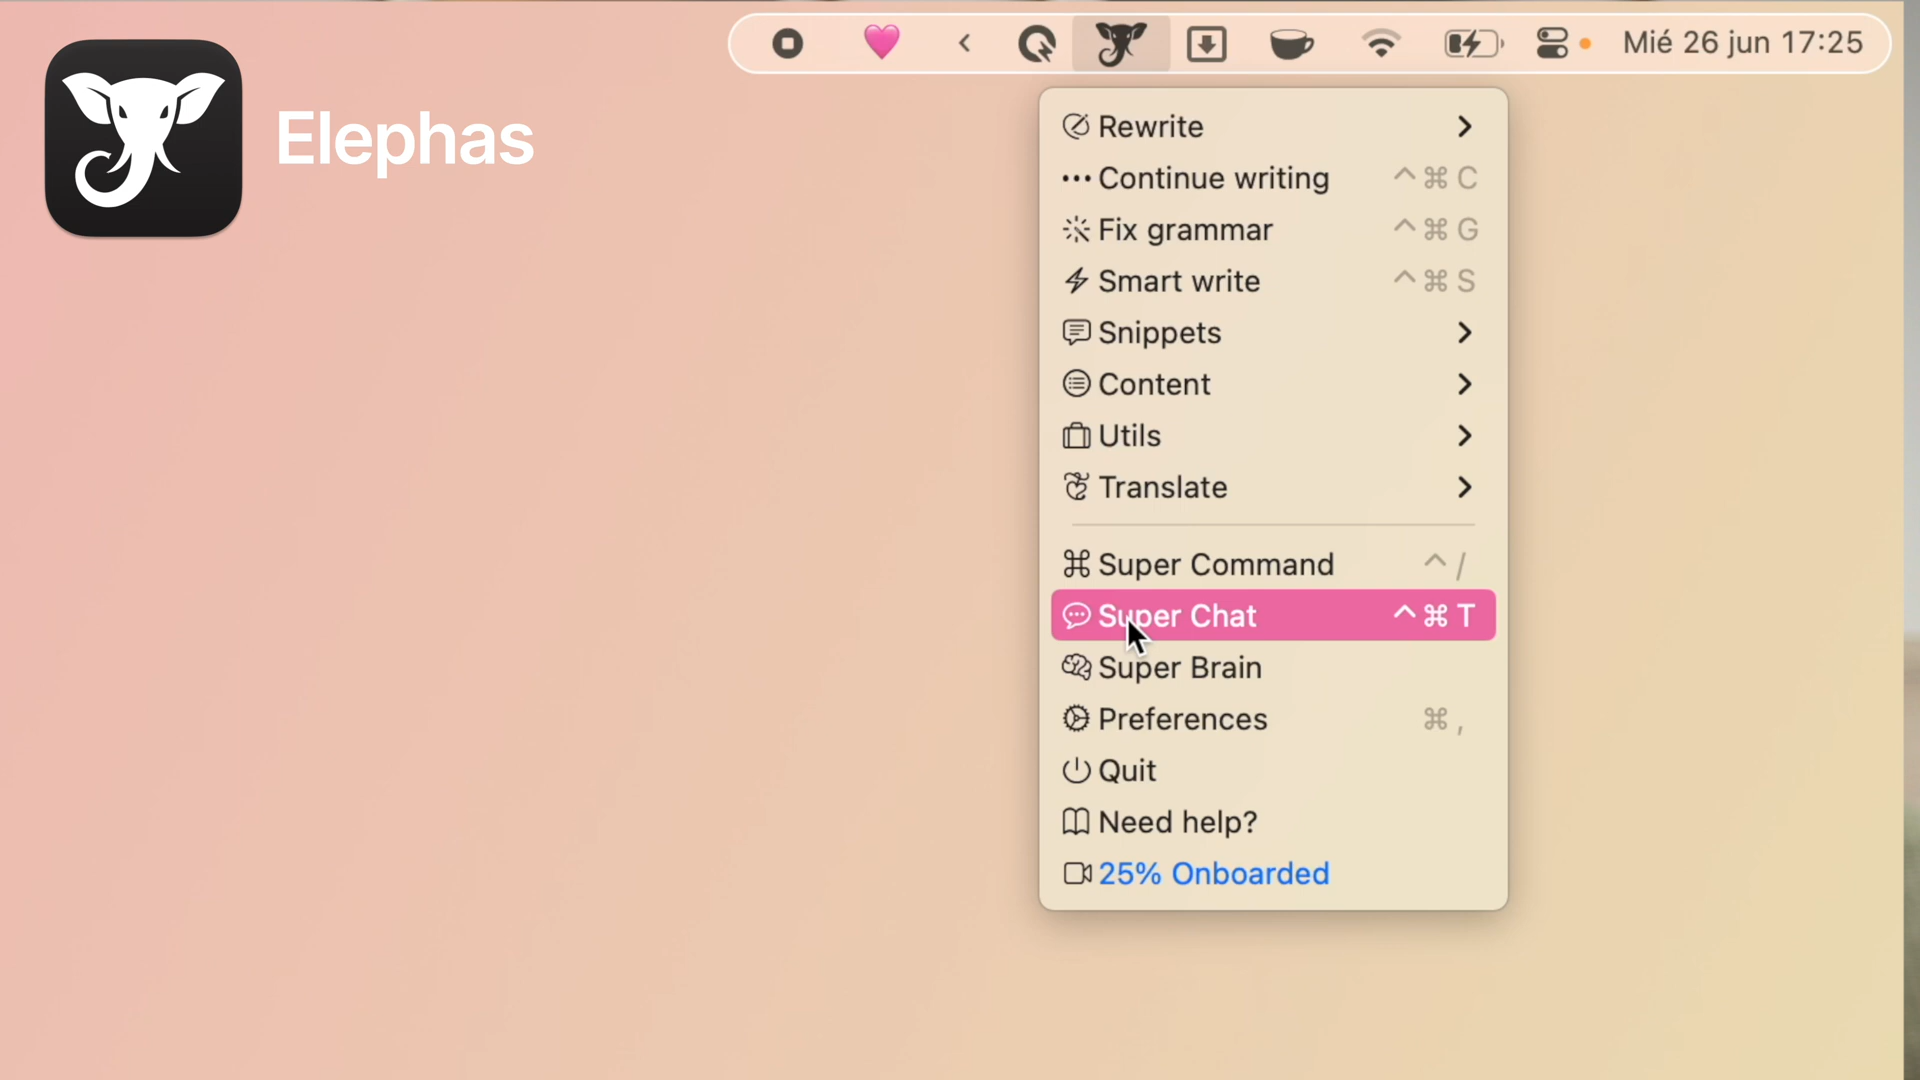 Mié 26 jun 17:25
Elephas
Rewrite
Continue writing ^ ⌘ C
Fix grammar ^ ⌘ G
Smart write ^ ⌘ S
Snippets
Content
Utils
Translate
Super Command ^ /
Super Chat ^ ⌘ T
Super Brain
Preferences ⌘ ,
Quit
Need help?
25% Onboarded